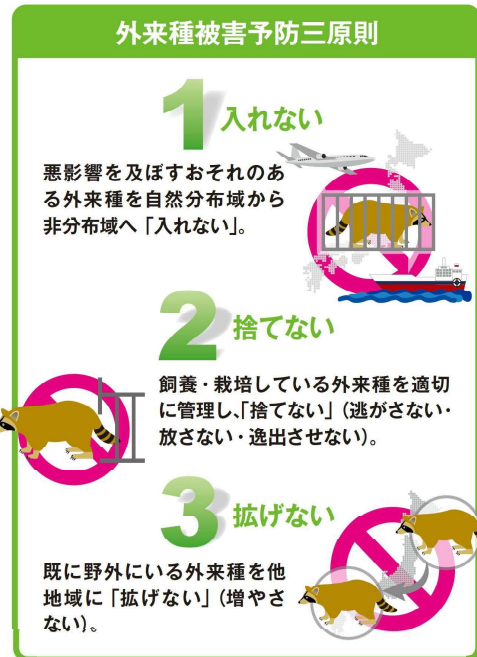 外来種被害予防三原則
1 入れない
悪影響を及ぼすおそれのあ
る外来種を自然分布域から
非分布域へ「入れない」。
2 捨てない
飼養・栽培している外来種を適切
に管理し、「捨てない」（逃がさない・
放さない・逸出させない）。
3 拡げない
既に野外にいる外来種を他
地域に「拡げない」（増やさ
ない）。